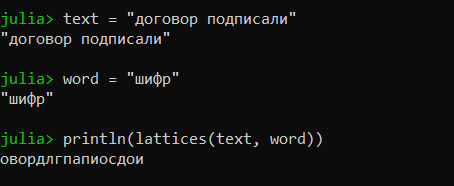 julia> text = "договор подписали"
"договор подписали"
julia> word = "шифр"
"шифр"
julia> println(lattices(text, word))
овордлгпапиосдои